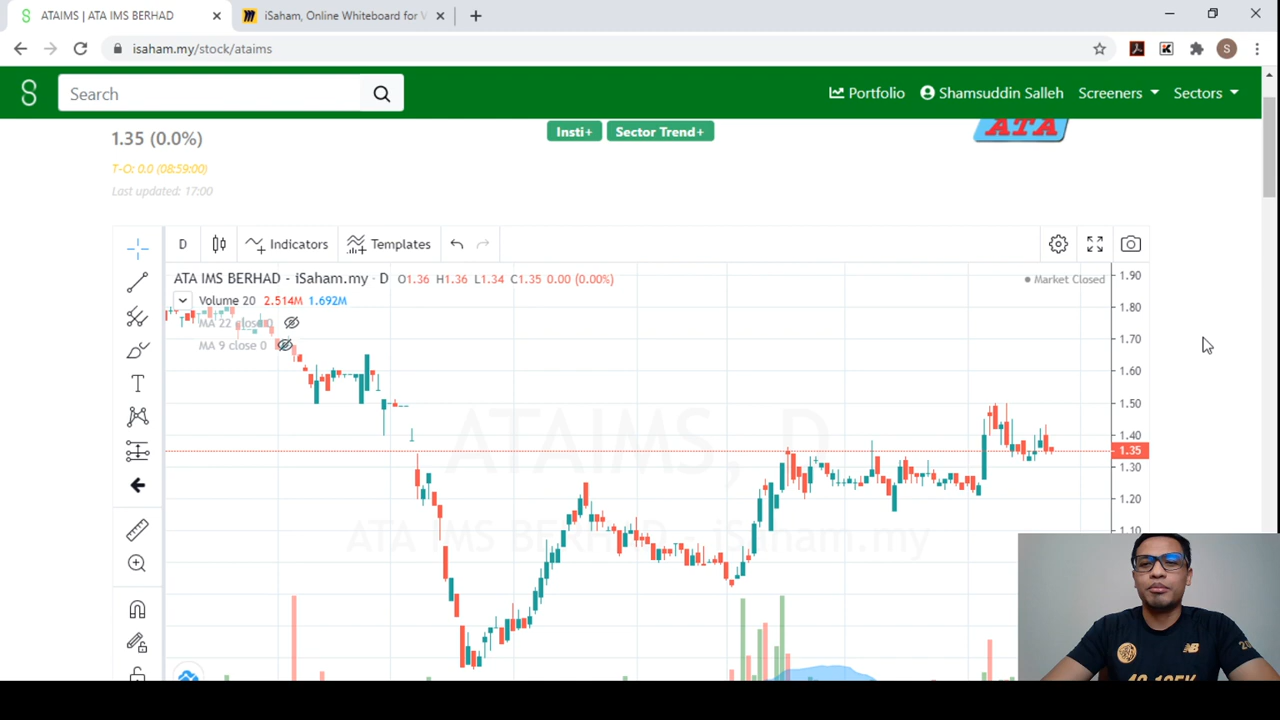 ATAIMS | ATA IMS BERHAD
iSaham, Online Whiteboard for V
isaham.my/stock/ataims
S
Search
Portfolio
Shamsuddin Salleh
Screeners
Sectors
1.35 (0.0%)
Insti+
Sector Trend+
ATA
T-O: 0.0 (08:59:00)
Last updated: 17:00
D
Indicators
Templates
ATA IMS BERHAD - iSaham.my · D O1.36 H1.36 L1.34 C1.35 0.00 (0.00%)
Market Closed
Volume 20 2.514M 1.692M
MA 22 close 0
MA 9 close 0
1.90
1.80
1.70
1.60
1.50
1.40
1.35
1.30
1.20
1.10
ATAIMS, D
ATA IMS BERHAD - iSaham.my
T
NB